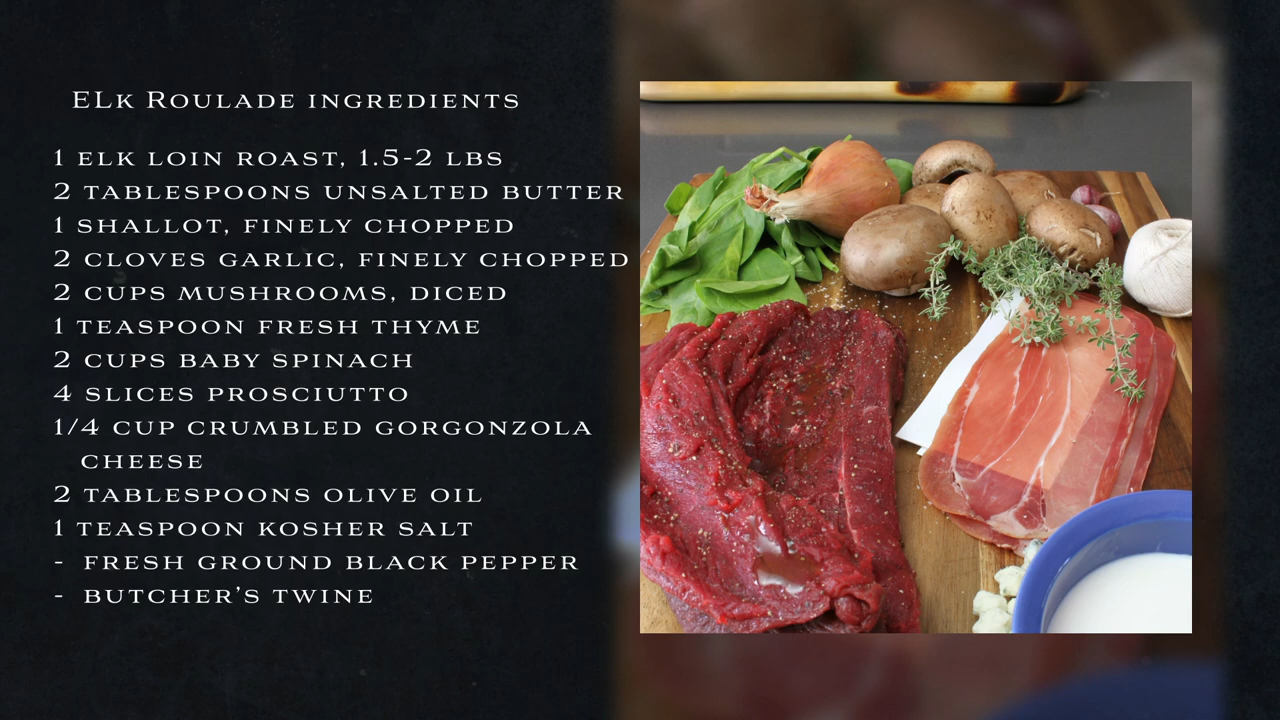 ELk Roulade ingredients
1 elk loin roast, 1.5-2 lbs
2 tablespoons unsalted butter
1 shallot, finely chopped
2 cloves garlic, finely chopped
2 cups mushrooms, diced
1 teaspoon fresh thyme
2 cups baby spinach
4 slices prosciutto
1/4 cup crumbled gorgonzola
cheese
2 tablespoons olive oil
1 teaspoon kosher salt
- fresh ground black pepper
- butcher's twine